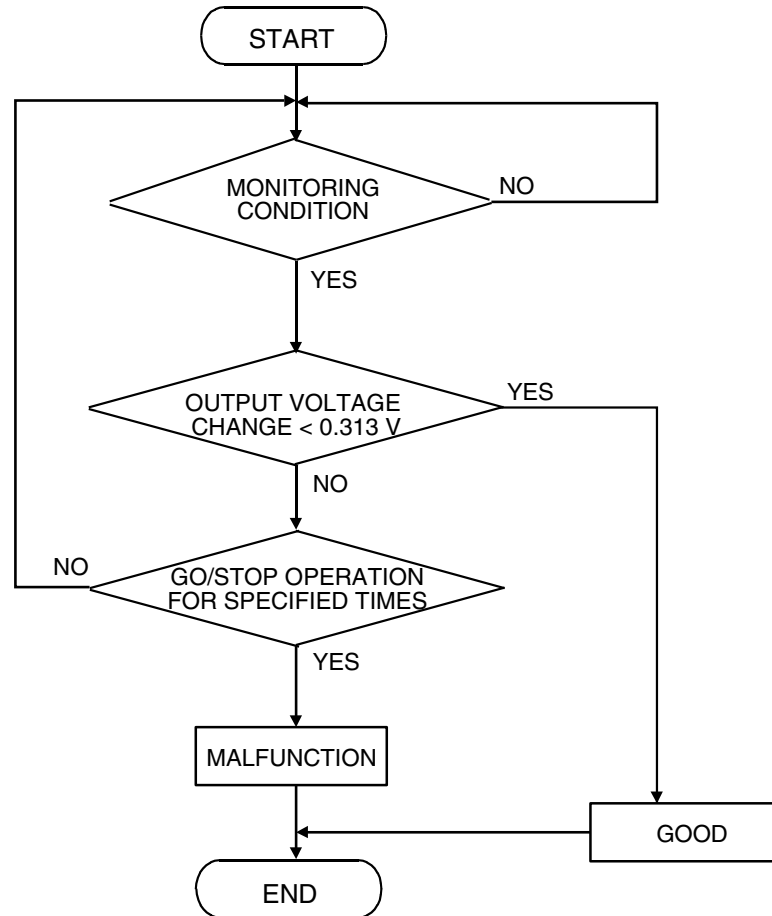 START
MONITORING
CONDITION
NO
YES
OUTPUT VOLTAGE
CHANGE < 0.313 V
YES
NO
GO/STOP OPERATION
FOR SPECIFIED TIMES
NO
YES
MALFUNCTION
GOOD
END